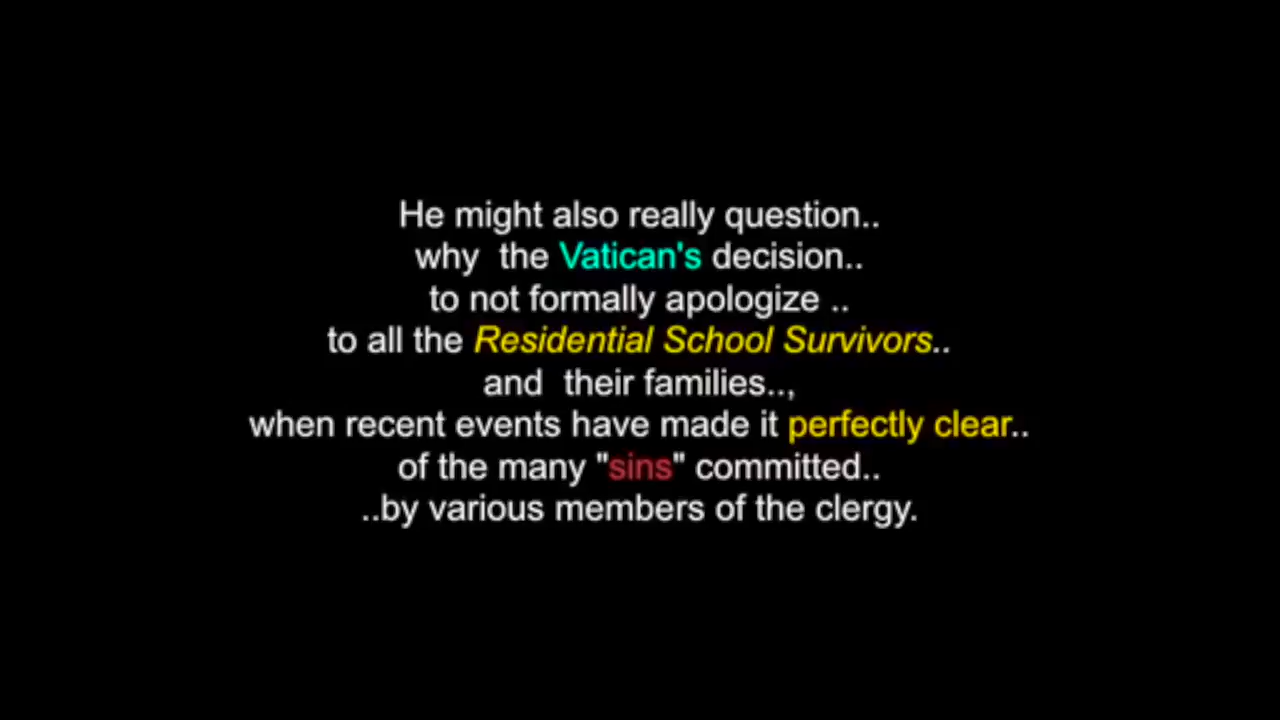 He might also really question..
why  the Vatican's decision..
to not formally apologize ..
to all the Residential School Survivors..
and  their families..,
when recent events have made it perfectly clear..
of the many "sins" committed..
..by various members of the clergy.